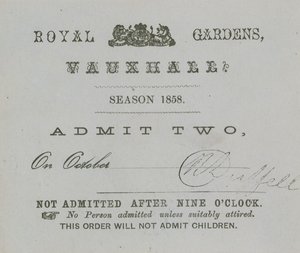 ROYAL GARDENS,
VAUXHALL.
SEASON 1858.
ADMIT TWO,
On October
NOT ADMITTED AFTER NINE O'CLOCK.
☞ No Person admitted unless suitably attired.
THIS ORDER WILL NOT ADMIT CHILDREN.